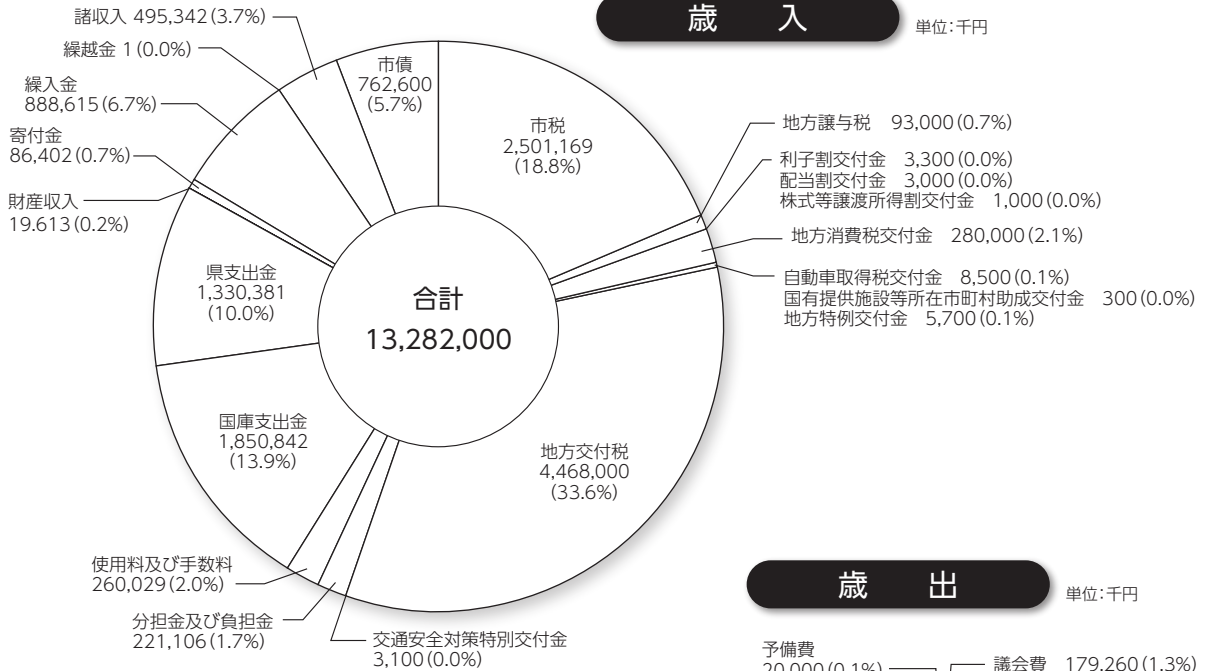 歳 入
単位:千円
諸収入 495,342(3.7%)
繰越金 1(0.0%)
繰入金
888,615(6.7%)
寄付金
86,402(0.7%)
財産収入
19.613(0.2%)
市債
762,600
(5.7%)
市税
2,501,169
(18.8%)
地方譲与税 93,000(0.7%)
利子割交付金 3,300(0.0%)
配当割交付金 3,000(0.0%)
株式等譲渡所得割交付金 1,000(0.0%)
地方消費税交付金 280,000(2.1%)
自動車取得税交付金 8,500(0.1%)
国有提供施設等所在市町村助成交付金 300(0.0%)
地方特例交付金 5,700(0.1%)
県支出金
1,330,381
(10.0%)
合計
13,282,000
国庫支出金
1,850,842
(13.9%)
地方交付税
4,468,000
(33.6%)
使用料及び手数料
260,029(2.0%)
分担金及び負担金
221,106(1.7%)
交通安全対策特別交付金
3,100(0.0%)
歳 出
単位:千円
予備費
20,000(0.1%)
議会費 179,260(1.3%)